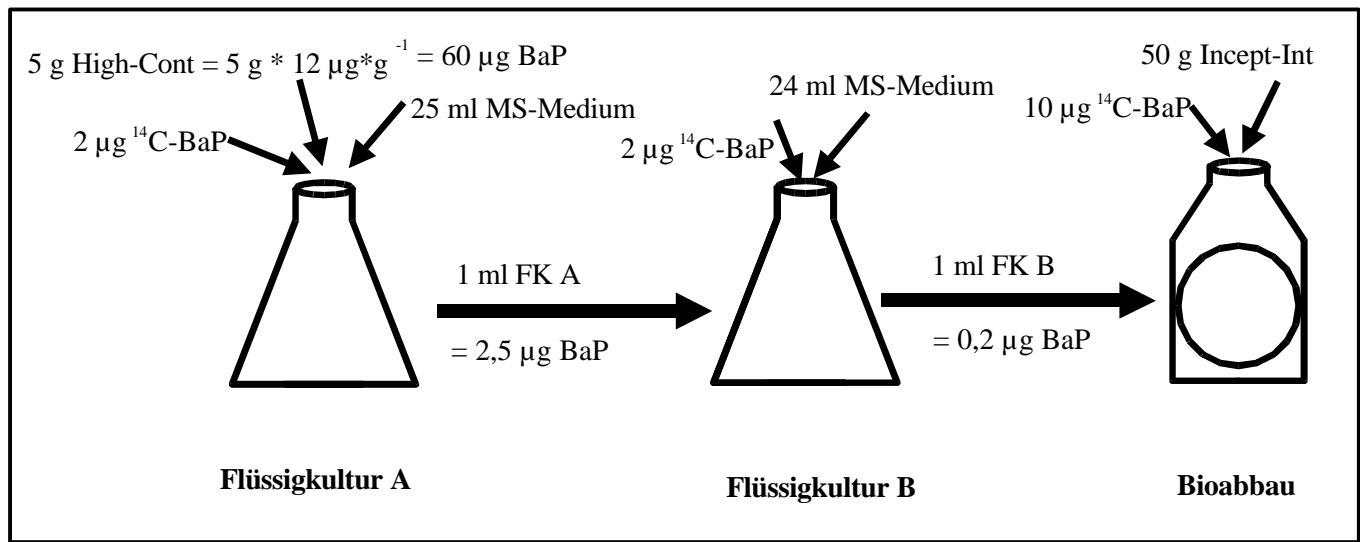 5 g High-Cont = 5 g * 12 µg*g⁻¹ = 60 µg BaP
25 ml MS-Medium
2 µg ¹⁴C-BaP
24 ml MS-Medium
2 µg ¹⁴C-BaP
50 g Incept-Int
10 µg ¹⁴C-BaP
1 ml FK A
= 2,5 µg BaP
1 ml FK B
= 0,2 µg BaP
Flüssigkultur A
Flüssigkultur B
Bioabbau